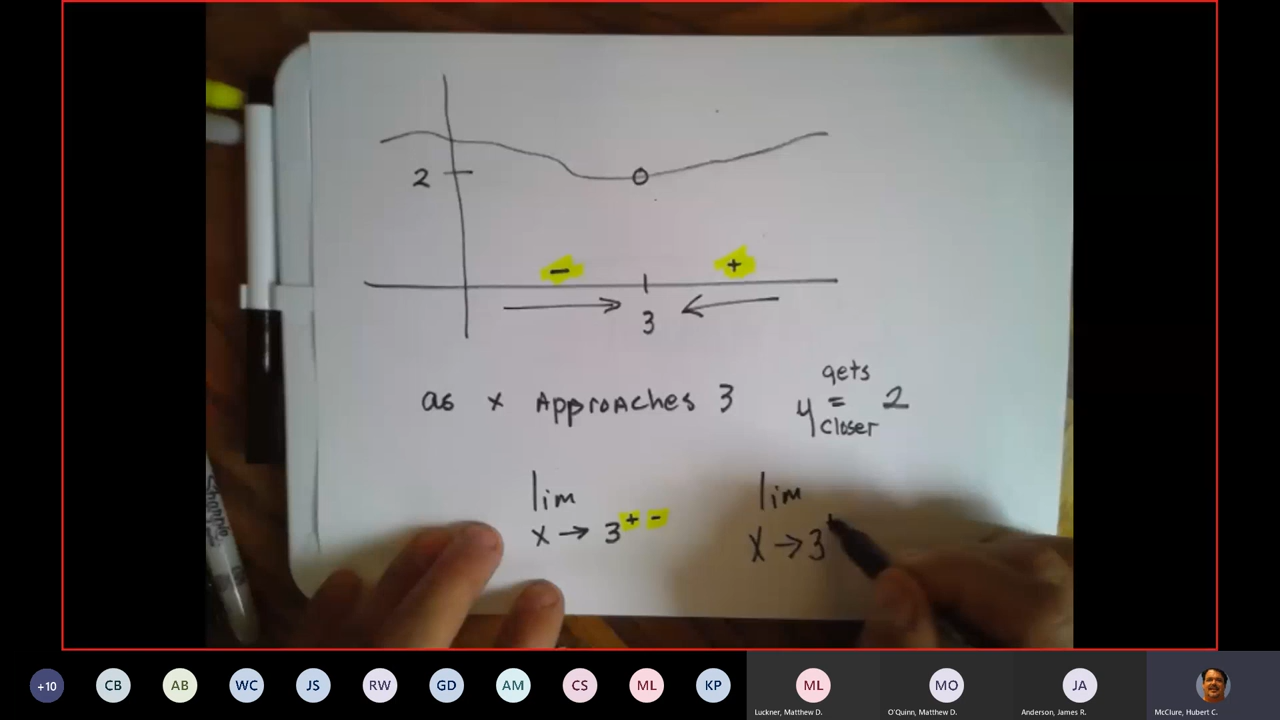 2
- +
3
as x Approaches 3 y gets = closer 2
lim lim
x → 3⁺ ⁻ x → 3⁺
Sharpie
+10 CB AB WC JS RW GD AM CS ML KP ML MO JA
Luckner, Matthew D. O'Quinn, Matthew D. Anderson, James R. McClure, Hubert C.